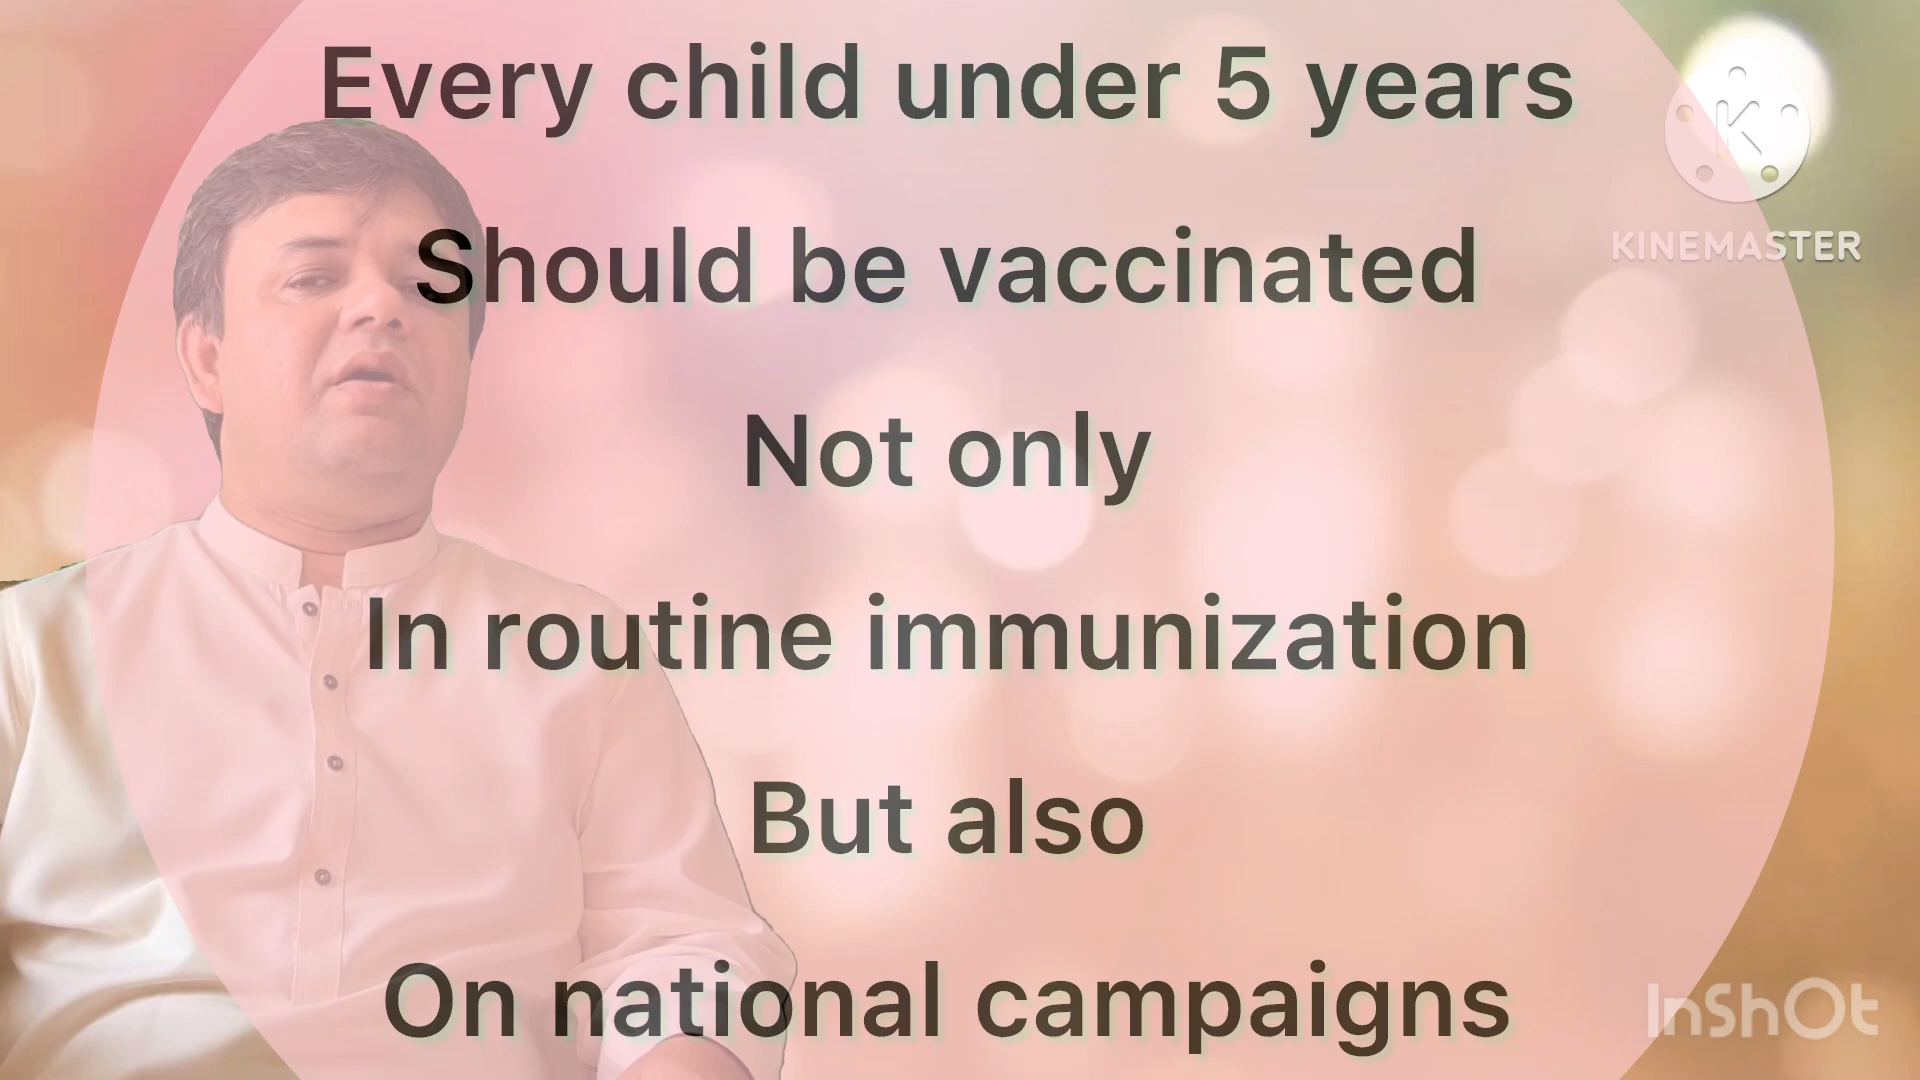 Every child under 5 years
Should be vaccinated
Not only
In routine immunization
But also
On national campaigns
K
KINEMASTER
InShOt